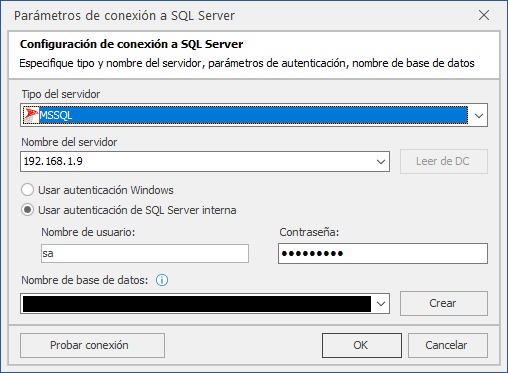 Parámetros de conexión a SQL Server
Configuración de conexión a SQL Server
Especifique tipo y nombre del servidor, parámetros de autenticación, nombre de base de datos
Tipo del servidor
MSSQL
Nombre del servidor
192.168.1.9
Leer de DC
Usar autenticación Windows
Usar autenticación de SQL Server interna
Nombre de usuario:
Contraseña:
sa
●●●●●●●●●
Nombre de base de datos:
Crear
Probar conexión
OK
Cancelar